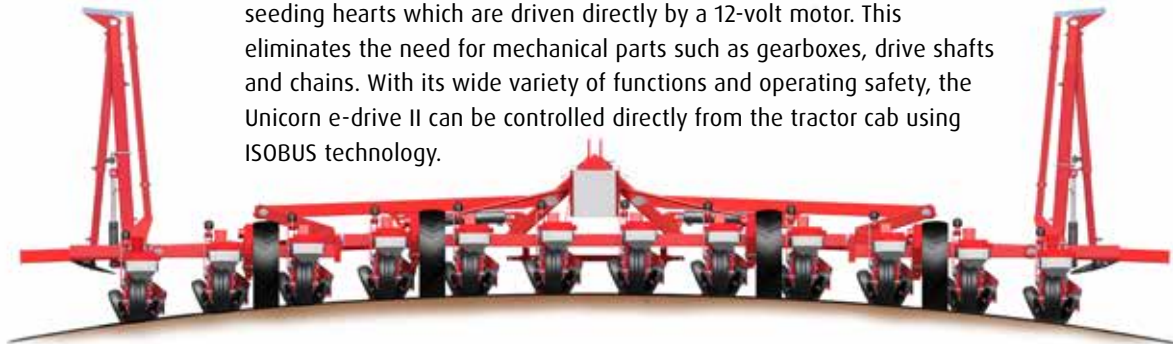 seeding hearts which are driven directly by a 12-volt motor. This
eliminates the need for mechanical parts such as gearboxes, drive shafts
and chains. With its wide variety of functions and operating safety, the
Unicorn e-drive II can be controlled directly from the tractor cab using
ISOBUS technology.